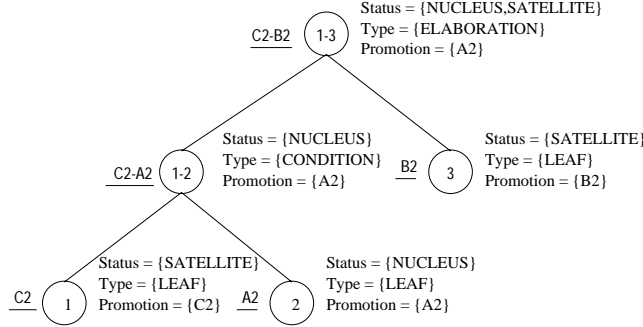 Status = {NUCLEUS,SATELLITE}
C2-B2 1-3 Type = {ELABORATION}
Promotion = {A2}
Status = {NUCLEUS}
C2-A2 1-2 Type = {CONDITION}
Promotion = {A2}
Status = {SATELLITE}
B2 3 Type = {LEAF}
Promotion = {B2}
Status = {SATELLITE}
Type = {LEAF}
C2 1 Promotion = {C2}
Status = {NUCLEUS}
Type = {LEAF}
A2 2 Promotion = {A2}